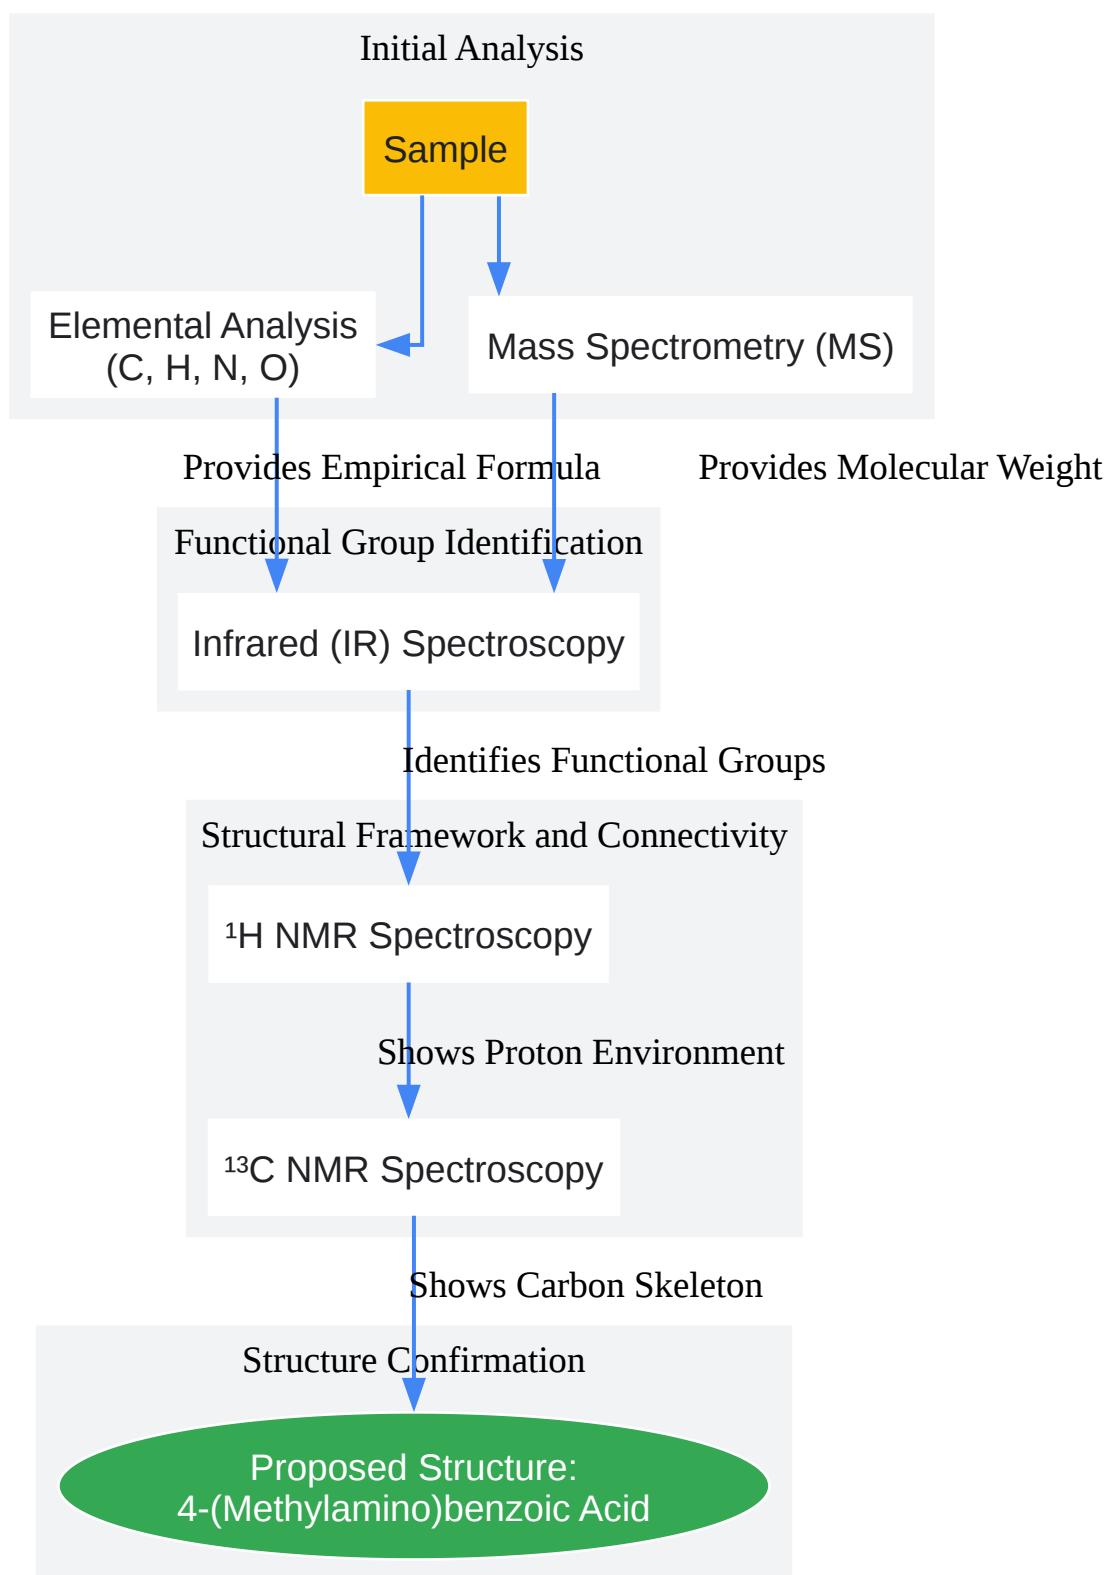 Initial Analysis
Sample
Elemental Analysis
(C, H, N, O)
Mass Spectrometry (MS)
Provides Empirical Formula
Provides Molecular Weight
Functional Group Identification
Infrared (IR) Spectroscopy
Identifies Functional Groups
Structural Framework and Connectivity
¹H NMR Spectroscopy
Shows Proton Environment
¹³C NMR Spectroscopy
Shows Carbon Skeleton
Structure Confirmation
Proposed Structure:
4-(Methylamino)benzoic Acid